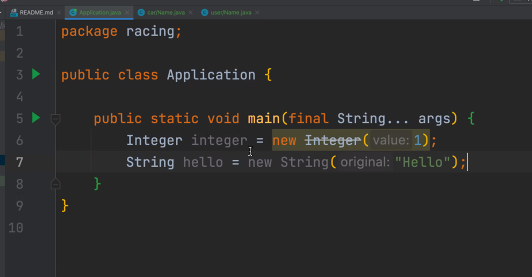 README.md Application.java carName.java userName.java
1 package racing;
2
3 public class Application {
4
5 public static void main(final String... args) {
6 Integer integer = new Integer( value: 1);
7 String hello = new String( original: "Hello");
8 }
9 }
10